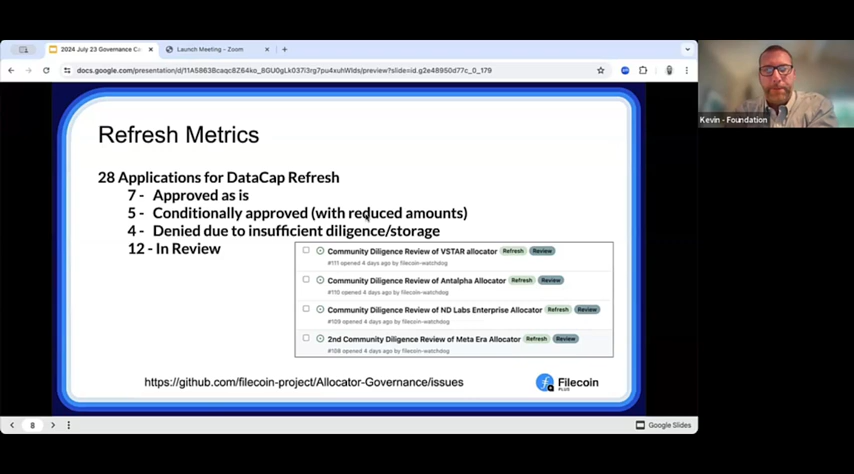 2024 July 23 Governance Ca
Launch Meeting - Zoom
docs.google.com/presentation/d/11A5863Bcaqc8Z64ko_8GU0gLk037i3rg7pu4xuhWIds/preview?slide=id.g2e48950d77c_0_179
Kevin - Foundation
Refresh Metrics
28 Applications for DataCap Refresh
7 - Approved as is
5 - Conditionally approved (with reduced amounts)
4 - Denied due to insufficient diligence/storage
12 - In Review
Community Diligence Review of VSTAR allocator Refresh Review
#111 opened 4 days ago by filecoin-watchdog
Community Diligence Review of Antalpha Allocator Refresh Review
#110 opened 4 days ago by filecoin-watchdog
Community Diligence Review of ND Labs Enterprise Allocator Refresh Review
#109 opened 4 days ago by filecoin-watchdog
2nd Community Diligence Review of Meta Era Allocator Refresh Review
#108 opened 4 days ago by filecoin-watchdog
https://github.com/filecoin-project/Allocator-Governance/issues
Filecoin
PLUS
8
Google Slides